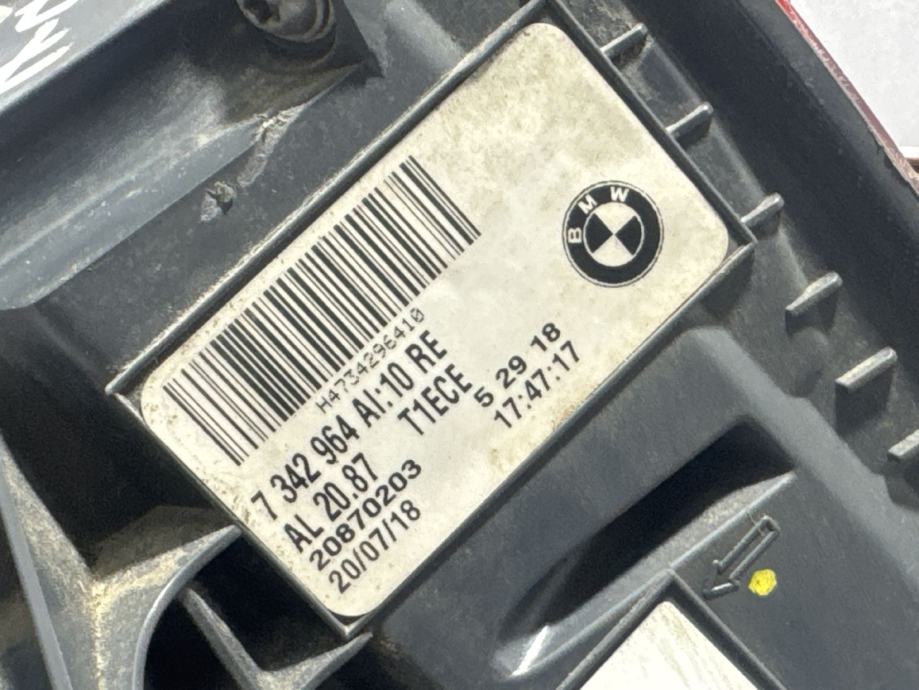 BMW
H4734296410
7 342 964 AI:10 RE
AL 20.87 T1ECE 5 29 18
20870203 17:47:17
20/07/18